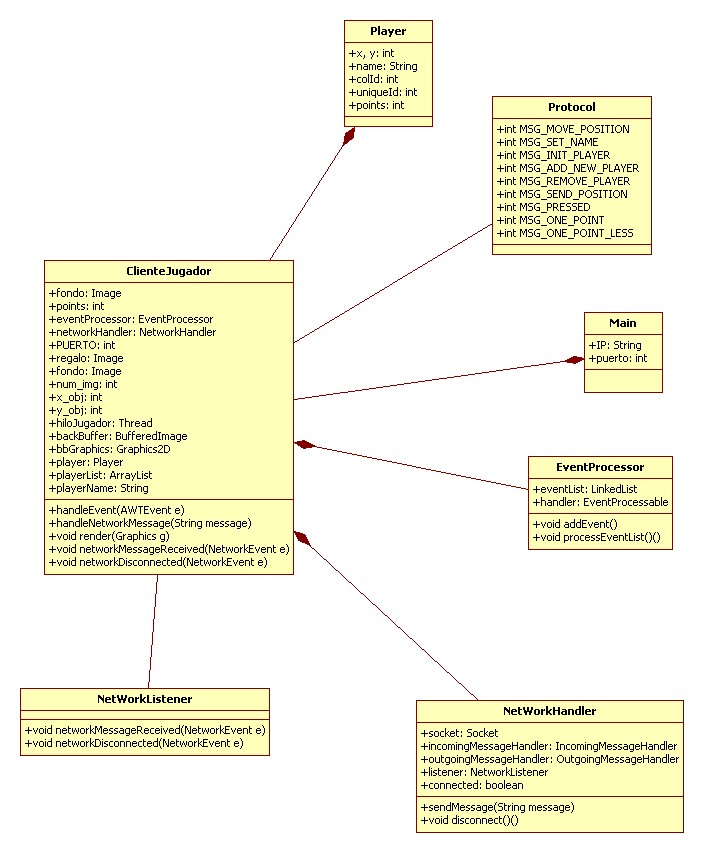 Player
+x, y: int
+name: String
+colId: int
+uniqueId: int
+points: int
Protocol
+int MSG_MOVE_POSITION
+int MSG_SET_NAME
+int MSG_INIT_PLAYER
+int MSG_ADD_NEW_PLAYER
+int MSG_REMOVE_PLAYER
+int MSG_SEND_POSITION
+int MSG_PRESSED
+int MSG_ONE_POINT
+int MSG_ONE_POINT_LESS
ClienteJugador
+fondo: Image
+points: int
+eventProcessor: EventProcessor
+networkHandler: NetworkHandler
+PUERTO: int
+regalo: Image
+fondo: Image
+num_img: int
+x_obj: int
+y_obj: int
+hiloJugador: Thread
+backBuffer: BufferedImage
+bbGraphics: Graphics2D
+player: Player
+playerList: ArrayList
+playerName: String
+handleEvent(AWTEvent e)
+handleNetworkMessage(String message)
+void render(Graphics g)
+void networkMessageReceived(NetworkEvent e)
+void networkDisconnected(NetworkEvent e)
Main
+IP: String
+puerto: int
EventProcessor
+eventList: LinkedList
+handler: EventProcessable
+void addEvent()
+void processEventList()()
NetWorkListener
+void networkMessageReceived(NetworkEvent e)
+void networkDisconnected(NetworkEvent e)
NetWorkHandler
+socket: Socket
+incomingMessageHandler: IncomingMessageHandler
+outgoingMessageHandler: OutgoingMessageHandler
+listener: NetworkListener
+connected: boolean
+sendMessage(String message)
+void disconnect()()